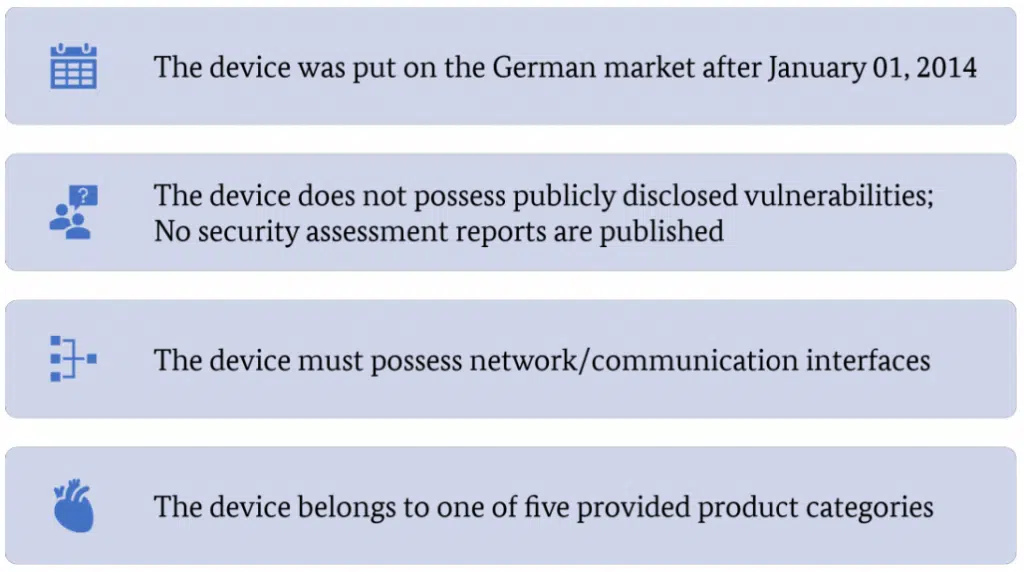 The device was put on the German market after January 01, 2014
?
The device does not possess publicly disclosed vulnerabilities;
No security assessment reports are published
The device must possess network/communication interfaces
The device belongs to one of five provided product categories